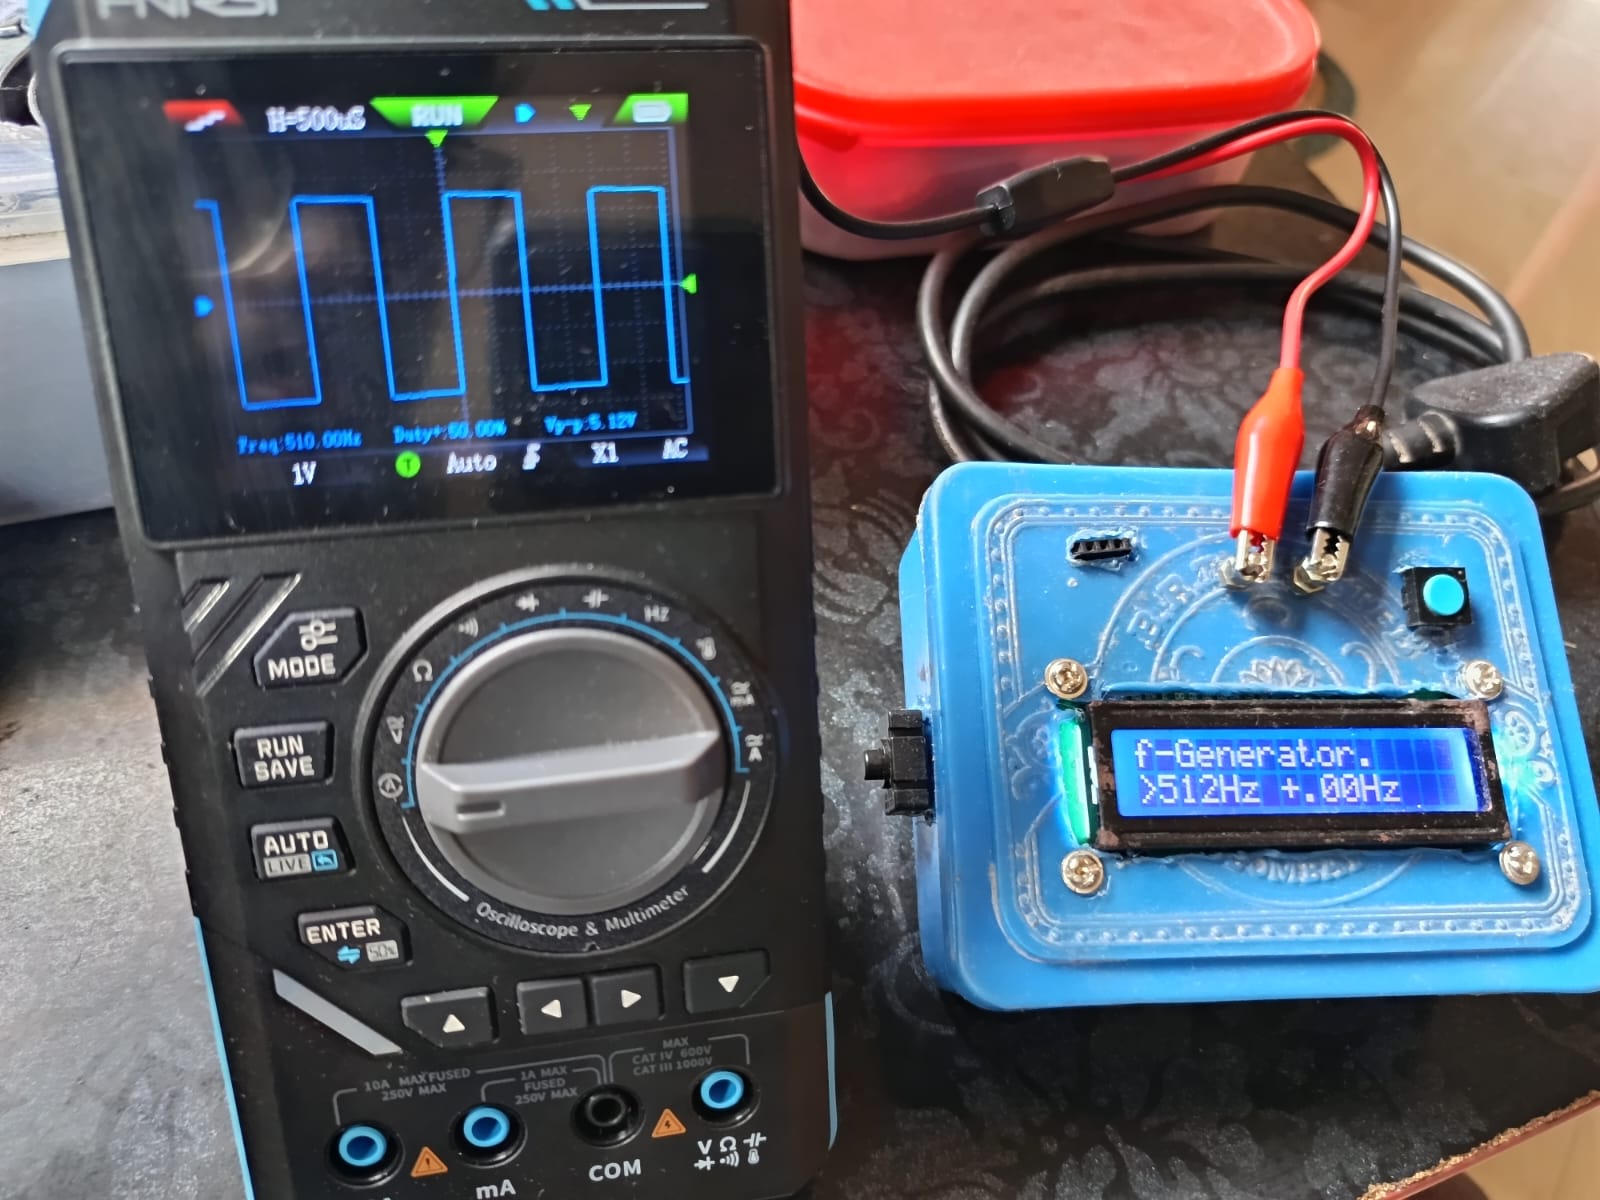 FNIRSI
H=500uS
RUN
Freq:510.00Hz
Duty+:50.00%
Vp-p:5.12V
1V
T
Auto
X1
AC
MODE
RUN
SAVE
AUTO
LIVE
ENTER
50%
Ω
Hz
mA
A
Oscilloscope & Multimeter
10A MAX FUSED
250V MAX
1A MAX
FUSED
250V MAX
MAX
CAT IV 600V
CAT III 1000V
mA
COM
V Ω
f-Generator.
>512Hz +.00Hz